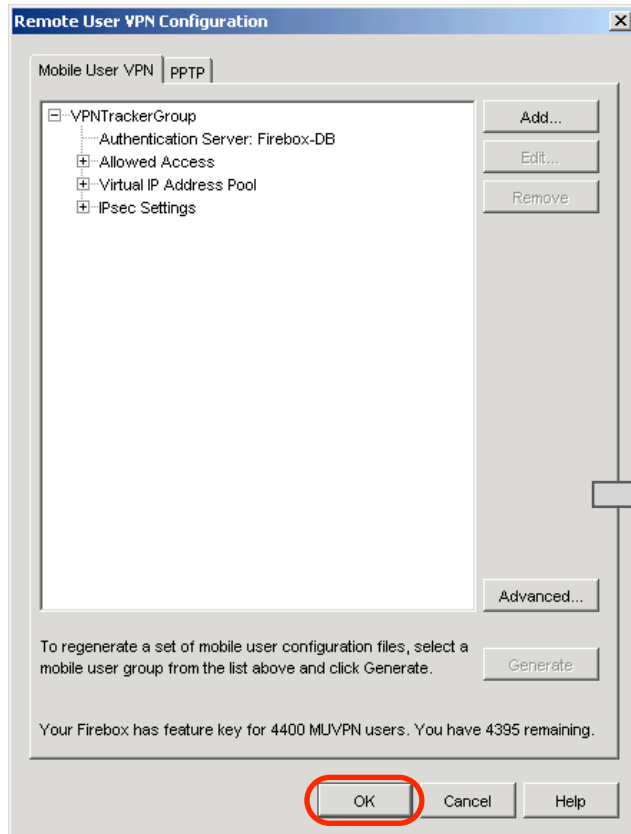 Remote User VPN Configuration
Mobile User VPN
PPTP
VPNTrackerGroup
Authentication Server: Firebox-DB
Allowed Access
Virtual IP Address Pool
IPsec Settings
Add...
Edit...
Remove
Advanced...
To regenerate a set of mobile user configuration files, select a
mobile user group from the list above and click Generate.
Generate
Your Firebox has feature key for 4400 MUVPN users. You have 4395 remaining.
OK
Cancel
Help